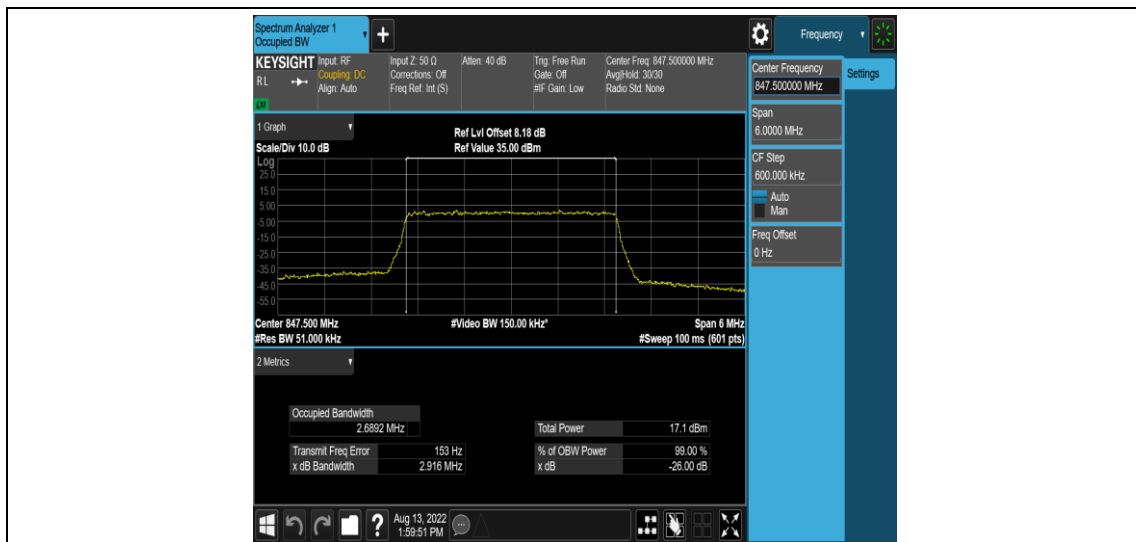 Spectrum Analyzer 1
Occupied BW
Frequency
KEYSIGHT
RL
LXI
Input: RF
Coupling: DC
Align: Auto
Input Z: 50 Ω
Corrections: Off
Freq Ref: Int (S)
Atten: 40 dB
Trig: Free Run
Gate: Off
#IF Gain: Low
Center Freq: 847.500000 MHz
Avg|Hold: 30/30
Radio Std: None
Center Frequency
847.500000 MHz
Settings
Span
6.0000 MHz
CF Step
600.000 kHz
Auto
Man
Freq Offset
0 Hz
1 Graph
Scale/Div 10.0 dB
Ref Lvl Offset 8.18 dB
Ref Value 35.00 dBm
Log
25.0
15.0
5.00
-5.00
-15.0
-25.0
-35.0
-45.0
-55.0
Center 847.500 MHz
#Res BW 51.000 kHz
#Video BW 150.00 kHz*
Span 6 MHz
#Sweep 100 ms (601 pts)
2 Metrics
Occupied Bandwidth
2.6892 MHz
Total Power 17.1 dBm
Transmit Freq Error 153 Hz
% of OBW Power 99.00 %
x dB Bandwidth 2.916 MHz
x dB -26.00 dB
?
Aug 13, 2022
1:59:51 PM